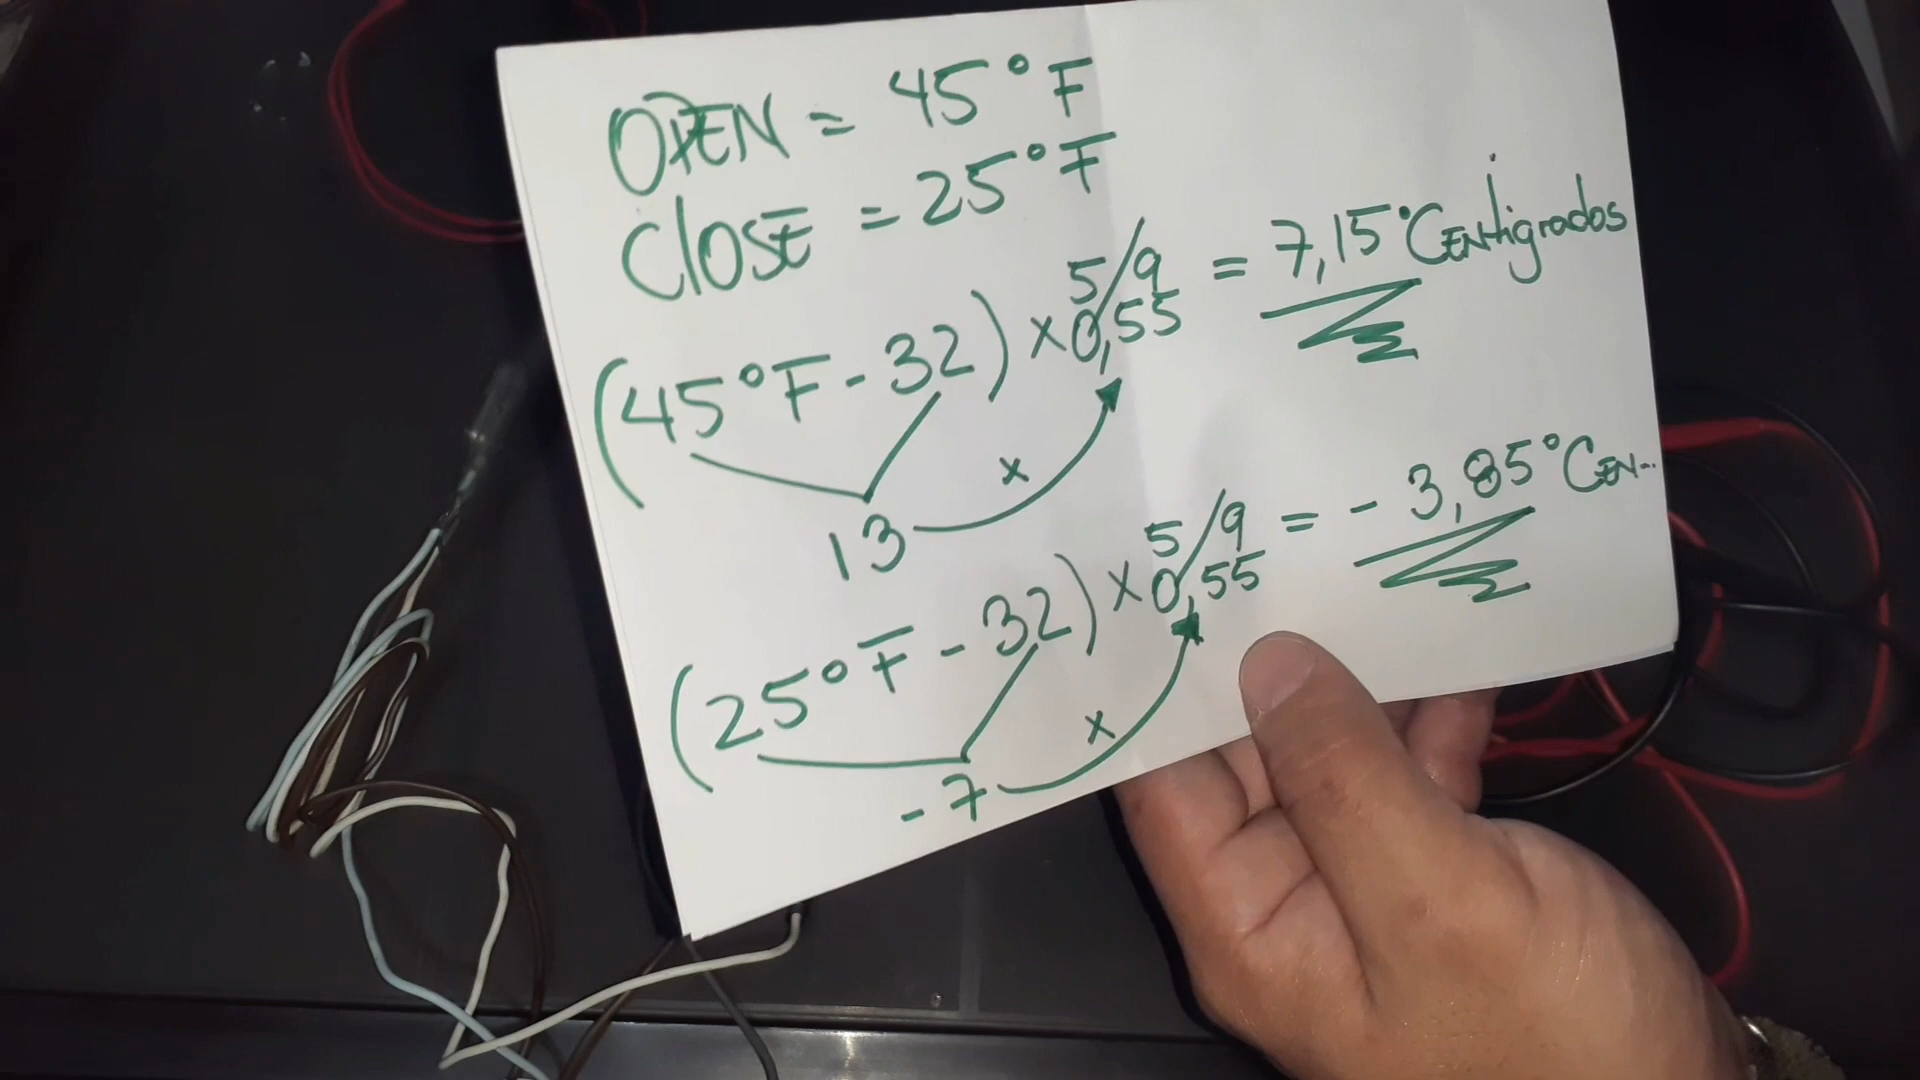 OPEN = 45°F
ClOSE = 25°F
(45°F - 32) x 5/9 0,55 = 7,15°CENtigrados
x
13
(25°F - 32) x 5/9 0,55 = - 3,85°CEN..
x
-7